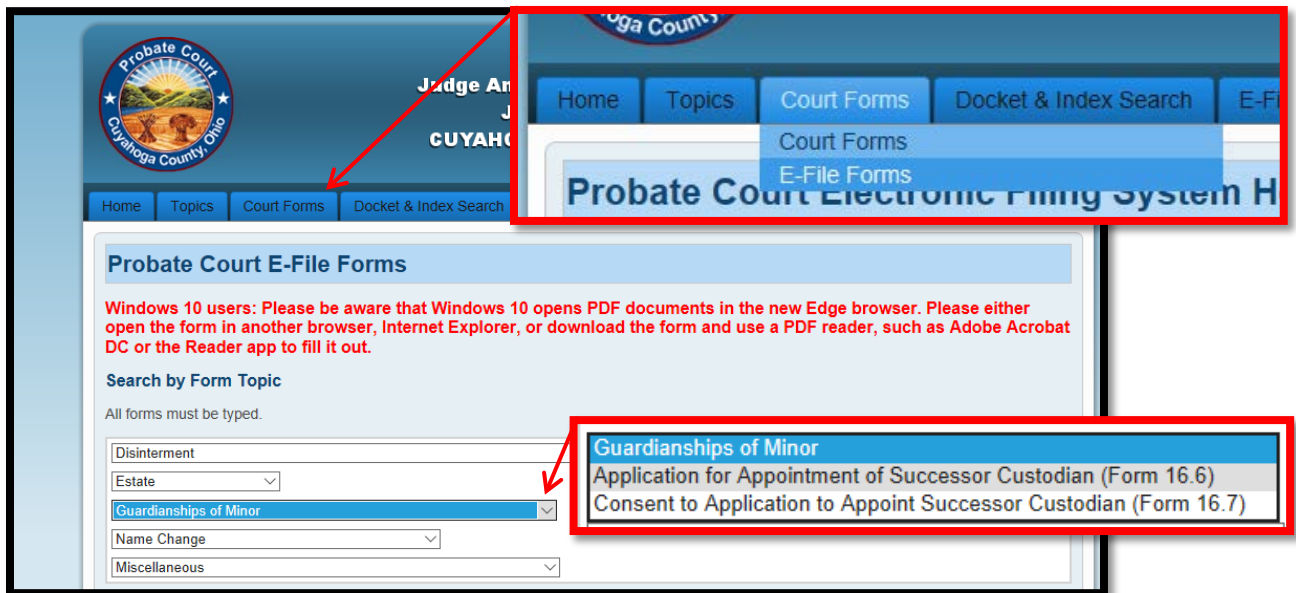 Probate Court
Cuyahoga County, Ohio
Judge An
J
CUYAHO
Home Topics Court Forms Docket & Index Search
oga County,
Home Topics Court Forms Docket & Index Search E-Fi
Court Forms
E-File Forms
Probate Court Electronic Filing System H
Probate Court E-File Forms
Windows 10 users: Please be aware that Windows 10 opens PDF documents in the new Edge browser. Please either
open the form in another browser, Internet Explorer, or download the form and use a PDF reader, such as Adobe Acrobat
DC or the Reader app to fill it out.
Search by Form Topic
All forms must be typed.
Disinterment
Estate
Guardianships of Minor
Name Change
Miscellaneous
Guardianships of Minor
Application for Appointment of Successor Custodian (Form 16.6)
Consent to Application to Appoint Successor Custodian (Form 16.7)